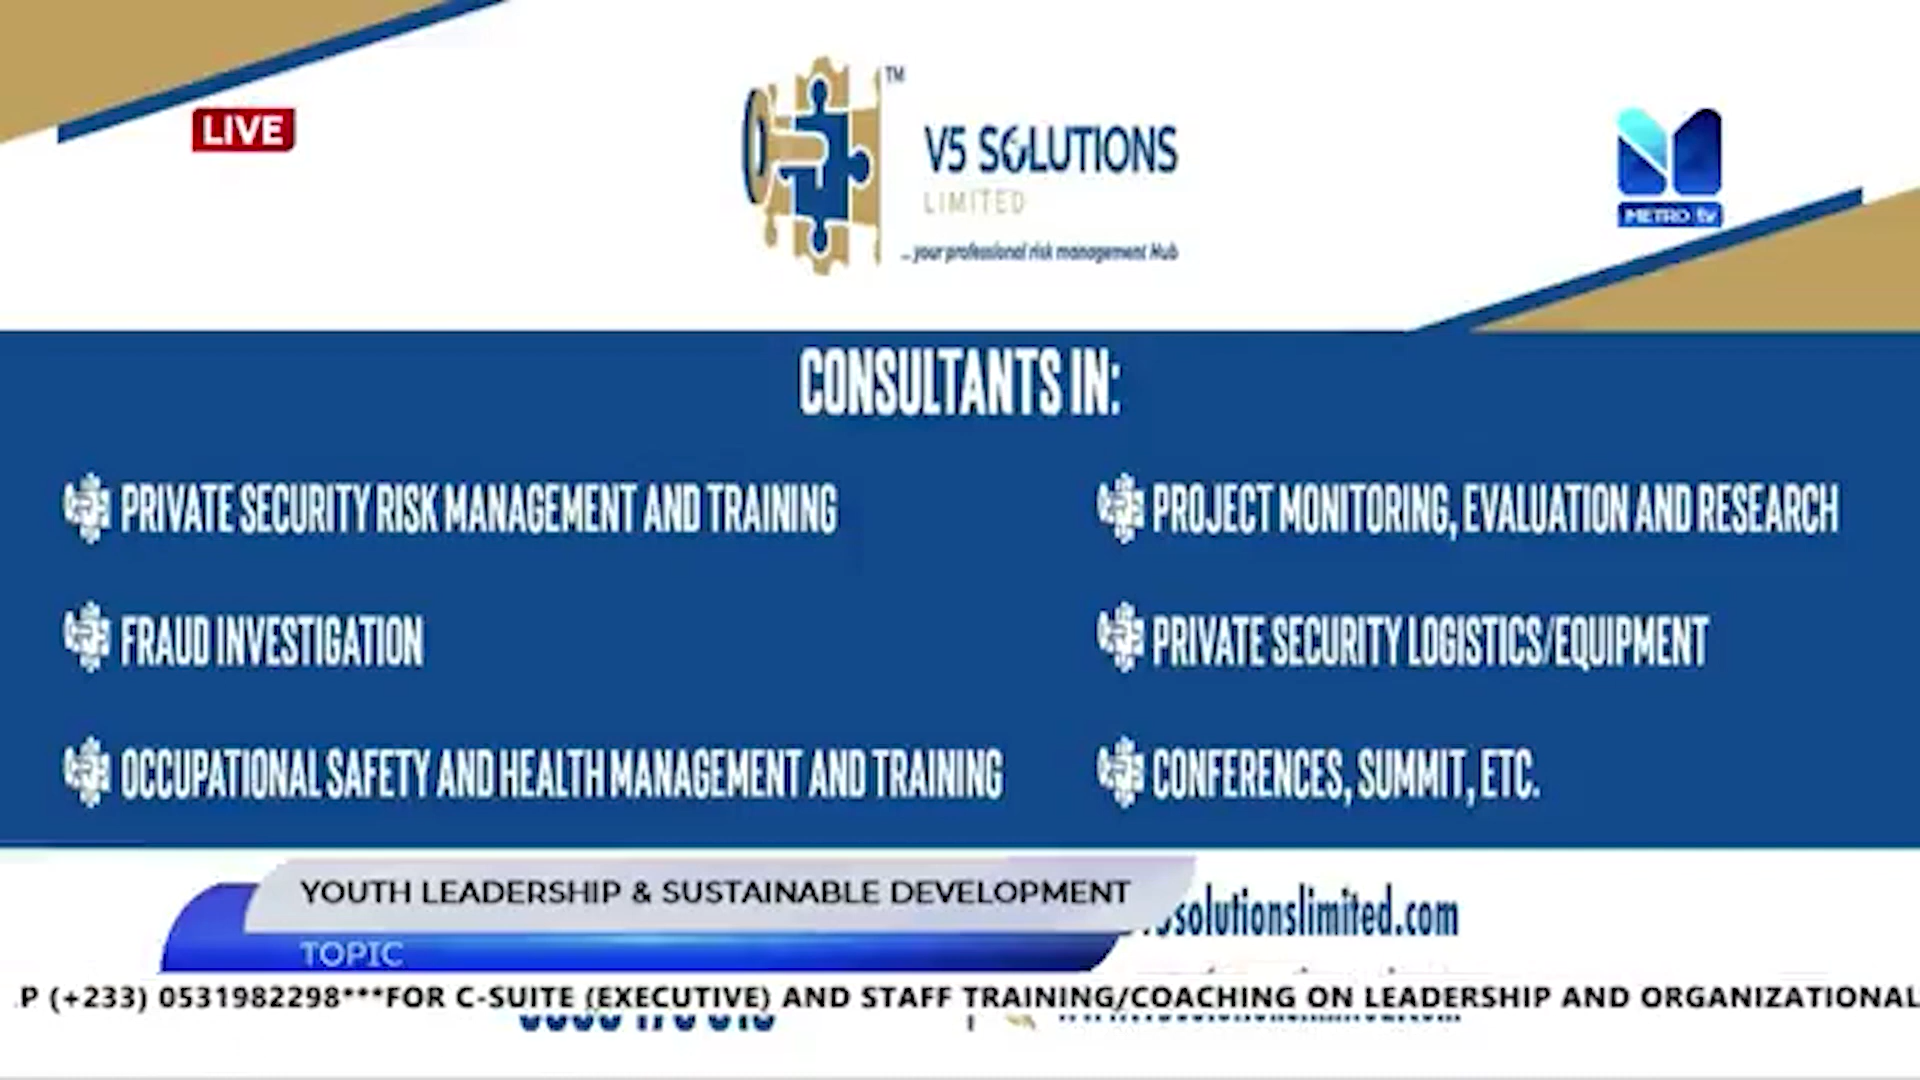 LIVE
TM
V5 SOLUTIONS
LIMITED
... your professional risk management Hub
METRO tv
CONSULTANTS IN:
PRIVATE SECURITY RISK MANAGEMENT AND TRAINING
FRAUD INVESTIGATION
OCCUPATIONAL SAFETY AND HEALTH MANAGEMENT AND TRAINING
PROJECT MONITORING, EVALUATION AND RESEARCH
PRIVATE SECURITY LOGISTICS/EQUIPMENT
CONFERENCES, SUMMIT, ETC.
YOUTH LEADERSHIP & SUSTAINABLE DEVELOPMENT
solutionslimited.com
TOPIC
P (+233) 0531982298***FOR C-SUITE (EXECUTIVE) AND STAFF TRAINING/COACHING ON LEADERSHIP AND ORGANIZATIONAL